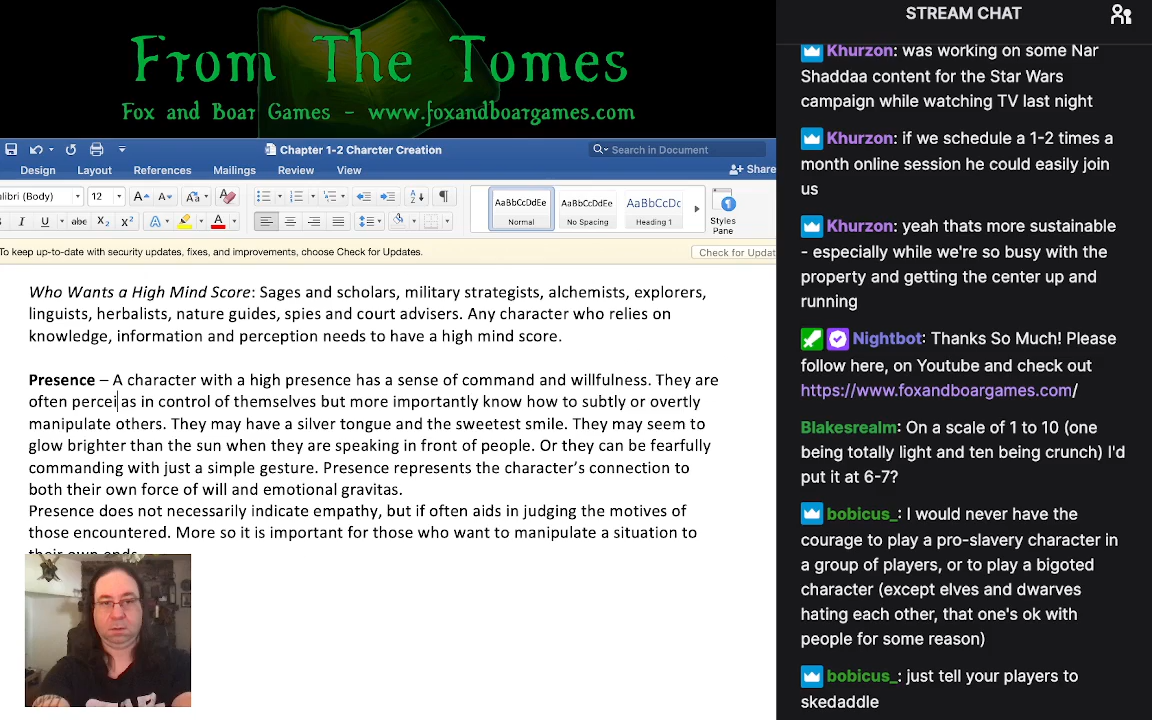 From The Tomes
Fox and Boar Games - www.foxandboargames.com
Chapter 1-2 Charcter Creation
Search in Document
Design Layout References Mailings Review View
Share
alibri (Body) 12
AaBbCcDdEe AaBbCcDdEe AaBbCcDc
Normal No Spacing Heading 1
Styles
Pane
To keep up-to-date with security updates, fixes, and improvements, choose Check for Updates.
Check for Updat
Who Wants a High Mind Score: Sages and scholars, military strategists, alchemists, explorers,
linguists, herbalists, nature guides, spies and court advisers. Any character who relies on
knowledge, information and perception needs to have a high mind score.
Presence – A character with a high presence has a sense of command and willfulness. They are
often percei as in control of themselves but more importantly know how to subtly or overtly
manipulate others. They may have a silver tongue and the sweetest smile. They may seem to
glow brighter than the sun when they are speaking in front of people. Or they can be fearfully
commanding with just a simple gesture. Presence represents the character’s connection to
both their own force of will and emotional gravitas.
Presence does not necessarily indicate empathy, but if often aids in judging the motives of
those encountered. More so it is important for those who want to manipulate a situation to
their own ends.
STREAM CHAT
Khurzon: was working on some Nar
Shaddaa content for the Star Wars
campaign while watching TV last night
Khurzon: if we schedule a 1-2 times a
month online session he could easily join
us
Khurzon: yeah thats more sustainable
- especially while we're so busy with the
property and getting the center up and
running
Nightbot: Thanks So Much! Please
follow here, on Youtube and check out
https://www.foxandboargames.com/
Blakesrealm: On a scale of 1 to 10 (one
being totally light and ten being crunch) I'd
put it at 6-7?
bobicus_: I would never have the
courage to play a pro-slavery character in
a group of players, or to play a bigoted
character (except elves and dwarves
hating each other, that one's ok with
people for some reason)
bobicus_: just tell your players to
skedaddle